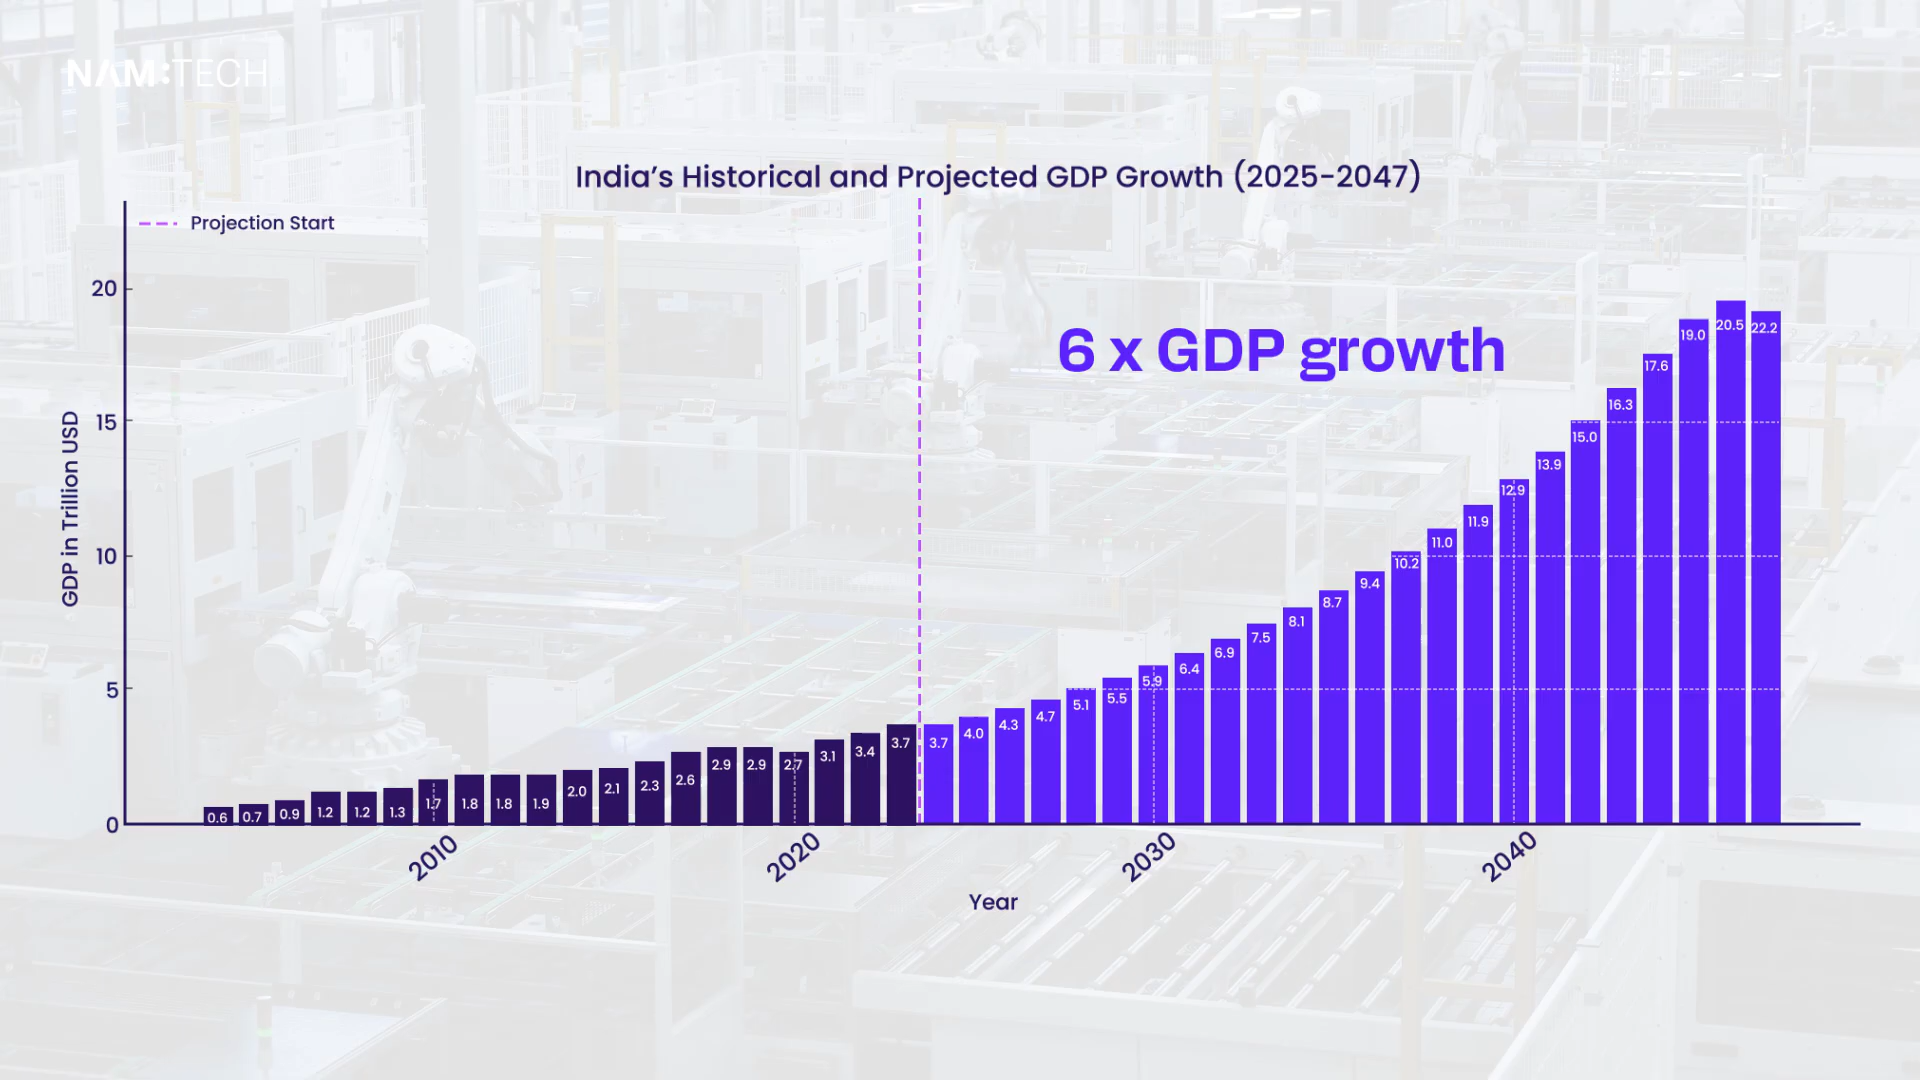 NAM:TECH
India’s Historical and Projected GDP Growth (2025-2047)
Projection Start
6 x GDP growth
GDP in Trillion USD
20
15
10
5
0
0.6 0.7 0.9 1.2 1.2 1.3 1.7 1.8 1.8 1.9 2.0 2.1 2.3 2.6 2.9 2.9 2.7 3.1 3.4 3.7 3.7 4.0 4.3 4.7 5.1 5.5 5.9 6.4 6.9 7.5 8.1 8.7 9.4 10.2 11.0 11.9 12.9 13.9 15.0 16.3 17.6 19.0 20.5 22.2
2010 2020 2030 2040
Year